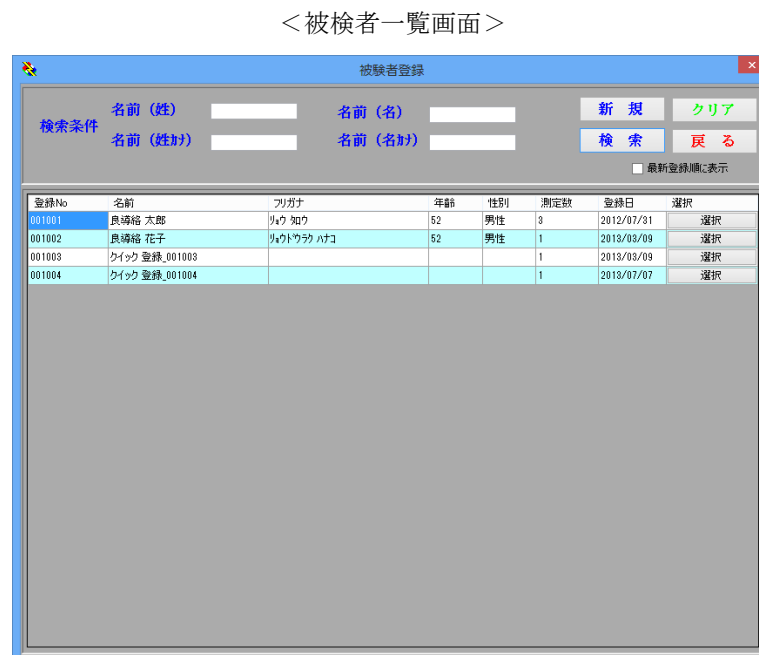 ＜被検者一覧画面＞
被験者登録
検索条件
名前（姓） 名前（名） 新 規 クリア
名前（姓ｶﾅ） 名前（名ｶﾅ） 検 索 戻 る
最新登録順に表示
登録No 名前 フリガナ 年齢 性別 測定数 登録日 選択
001001 良導絡 太郎 ﾘｮｳ ﾀﾛｳ 52 男性 3 2012/07/31 選択
001002 良導絡 花子 ﾘｮｳﾄﾞｳﾗｸ ﾊﾅｺ 52 男性 1 2013/03/09 選択
001003 ｸｲｯｸ 登録_001003 1 2013/03/09 選択
001004 ｸｲｯｸ 登録_001004 1 2013/07/07 選択